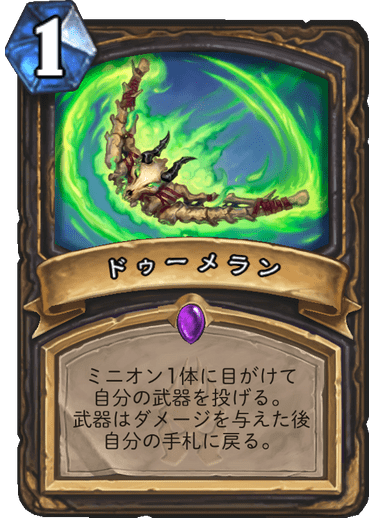 1
ドゥーメラン
ミニオン1体に目がけて
自分の武器を投げる。
武器はダメージを与えた後
自分の手札に戻る。